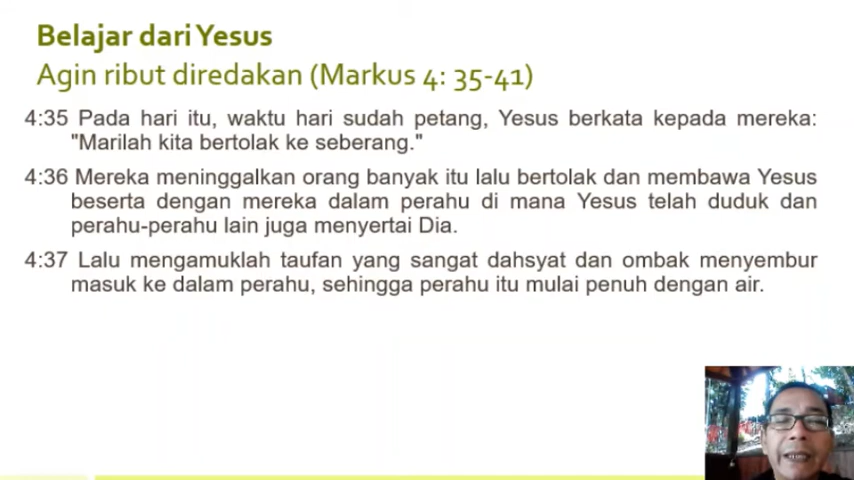 Belajar dari Yesus
Agin ribut diredakan (Markus 4: 35-41)
4:35 Pada hari itu, waktu hari sudah petang, Yesus berkata kepada mereka:
"Marilah kita bertolak ke seberang."
4:36 Mereka meninggalkan orang banyak itu lalu bertolak dan membawa Yesus
beserta dengan mereka dalam perahu di mana Yesus telah duduk dan
perahu-perahu lain juga menyertai Dia.
4:37 Lalu mengamuklah taufan yang sangat dahsyat dan ombak menyembur
masuk ke dalam perahu, sehingga perahu itu mulai penuh dengan air.